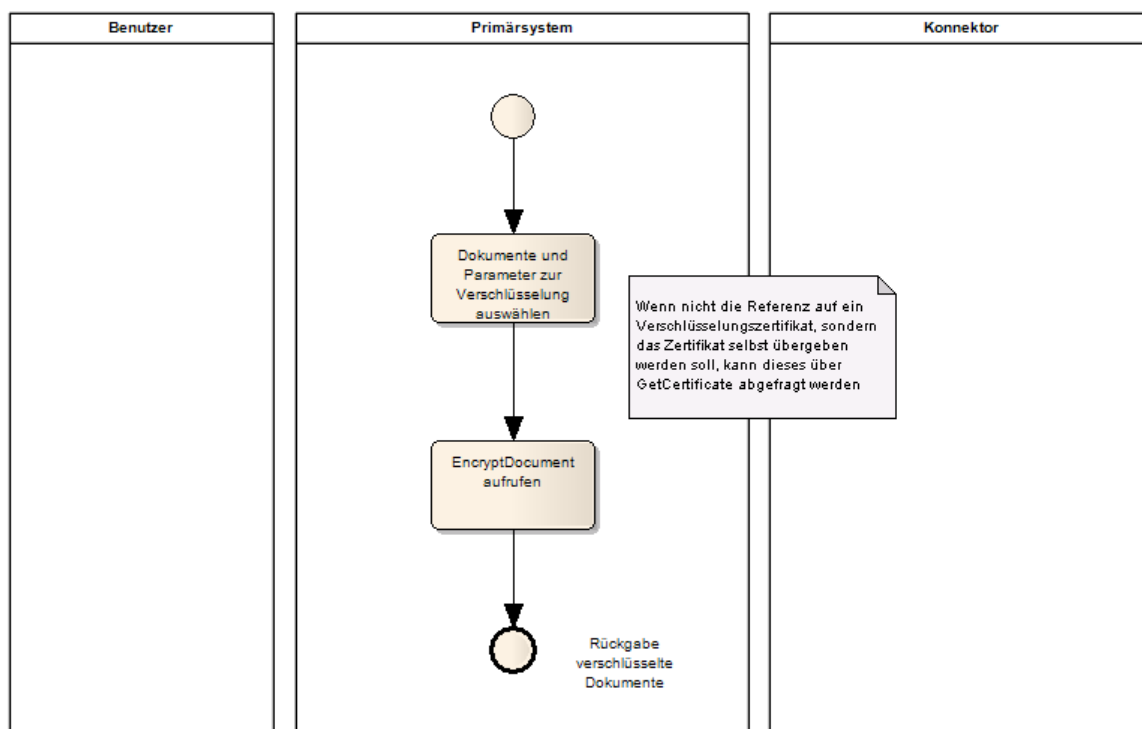 Benutzer
Primärsystem
Konnektor
Dokumente und
Parameter zur
Verschlüsselung
auswählen
Wenn nicht die Referenz auf ein
Verschlüsselungszertifikat, sondern
das Zertifikat selbst übergeben
werden soll, kann dieses über
GetCertificate abgefragt werden
EncryptDocument
aufrufen
Rückgabe
verschlüsselte
Dokumente